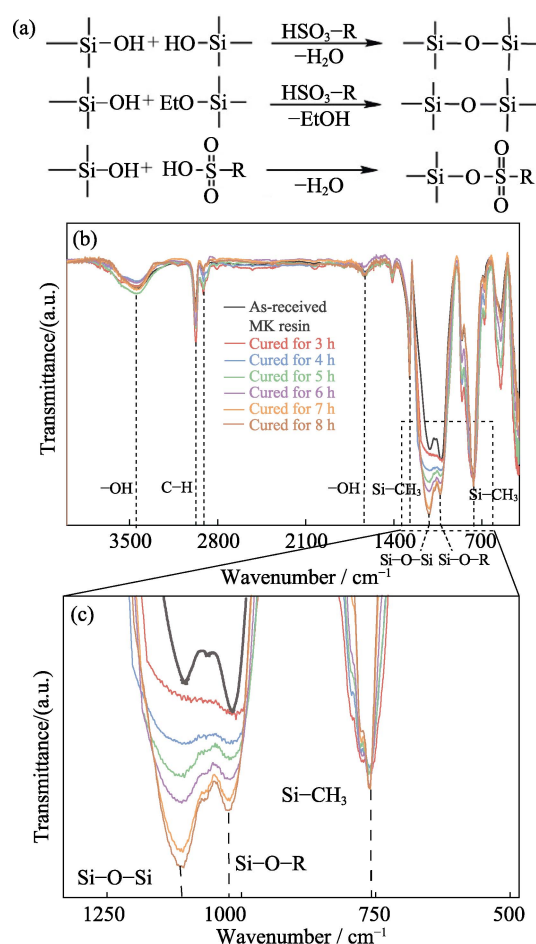 (a)
Si–OH + HO–Si HSO₃–R –H₂O Si–O–Si
Si–OH + EtO–Si HSO₃–R –EtOH Si–O–Si
Si–OH + HO–S–R O O –H₂O Si–O–S–R O O
(b)
Transmittance/(a.u.)
As-received
MK resin
Cured for 3 h
Cured for 4 h
Cured for 5 h
Cured for 6 h
Cured for 7 h
Cured for 8 h
–OH C–H –OH Si–CH₃ Si–CH₃
3500 2800 2100 1400 700
Si–O–Si Si–O–R
Wavenumber / cm⁻¹
(c)
Transmittance/(a.u.)
Si–CH₃
Si–O–Si Si–O–R
1250 1000 750 500
Wavenumber / cm⁻¹